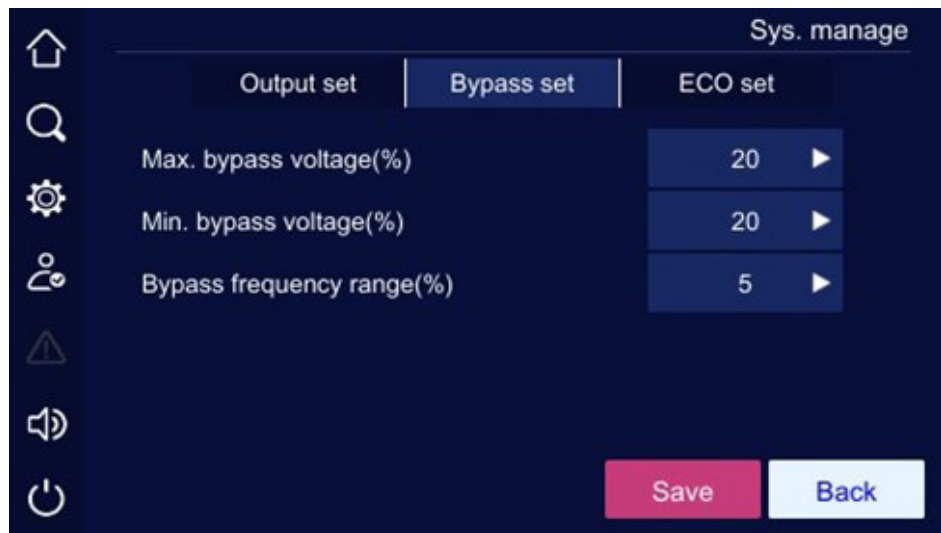 Sys. manage
Output set Bypass set ECO set
Max. bypass voltage(%) 20
Min. bypass voltage(%) 20
Bypass frequency range(%) 5
Save Back